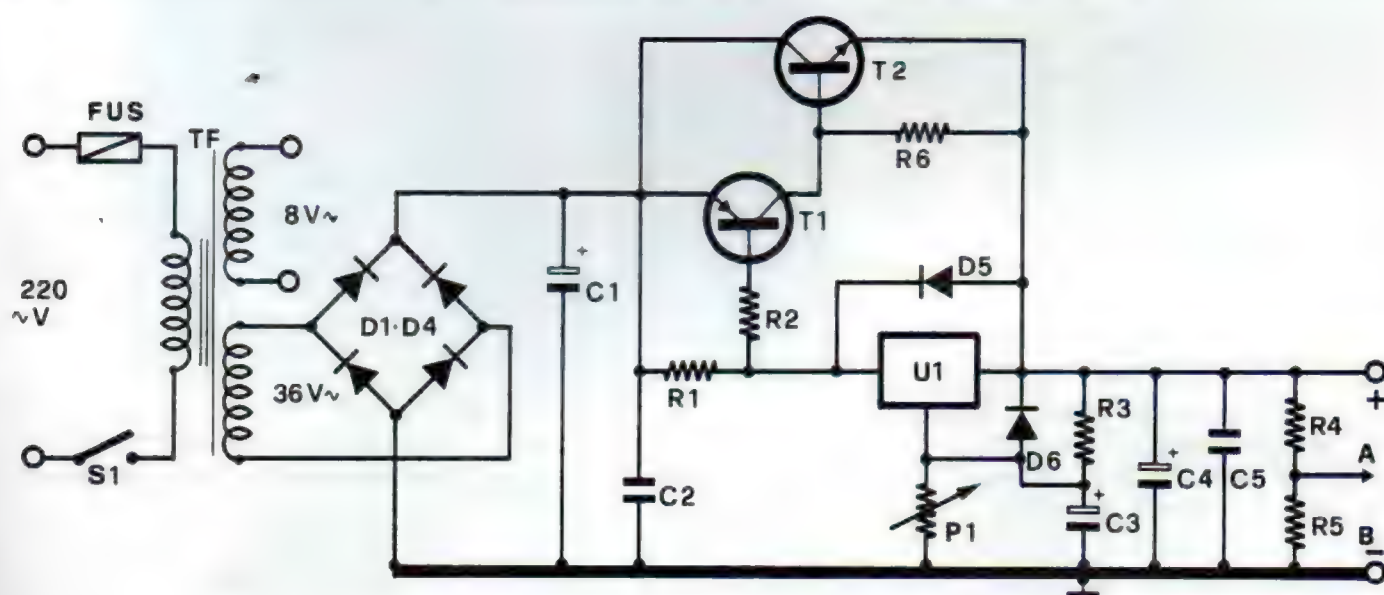 FUS
TF
T2
R6
8V~
T1
220
~V
D1·D4
+
C1
D5
R2
U1
36V~
R1
R3
+
R4
S1
D6
+
C4
C5
A
C2
P1
+
C3
R5
B
-